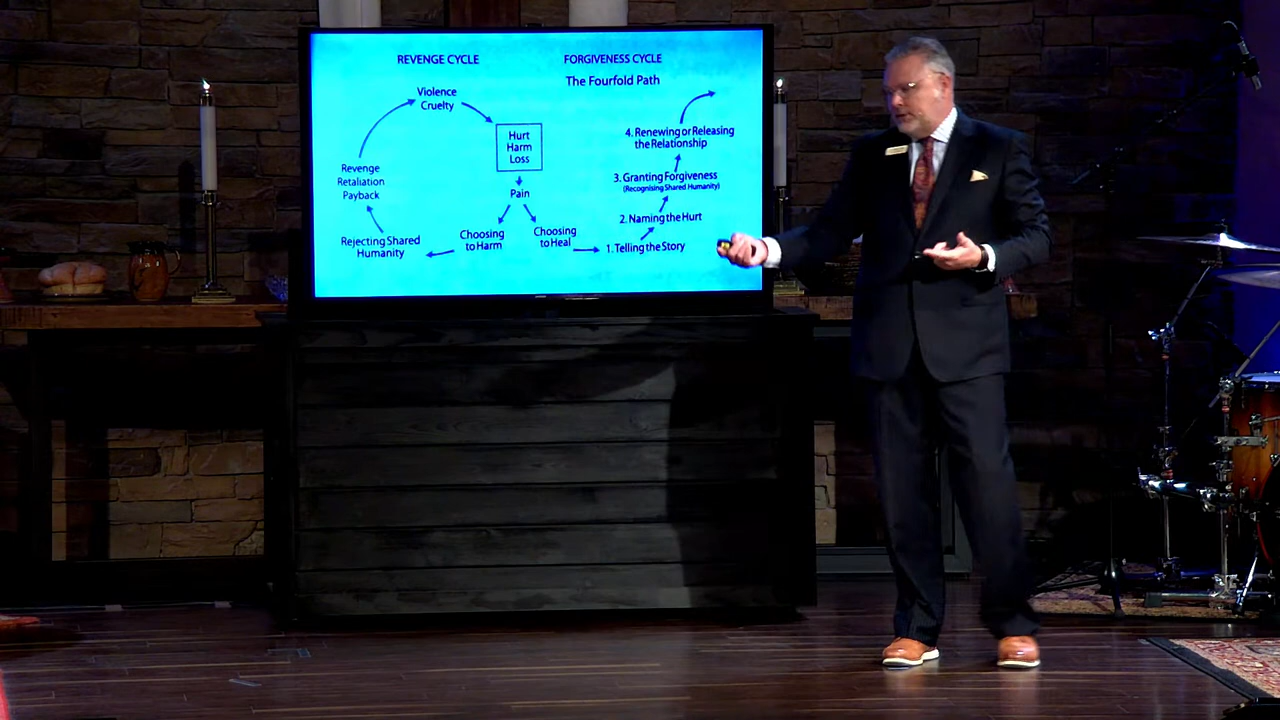 REVENGE CYCLE
FORGIVENESS CYCLE
The Fourfold Path
Violence
Cruelty
Hurt
Harm
Loss
Pain
Choosing
to Harm
Choosing
to Heal
Rejecting Shared
Humanity
Revenge
Retaliation
Payback
1. Telling the Story
2. Naming the Hurt
3. Granting Forgiveness
(Recognising Shared Humanity)
4. Renewing or Releasing
the Relationship